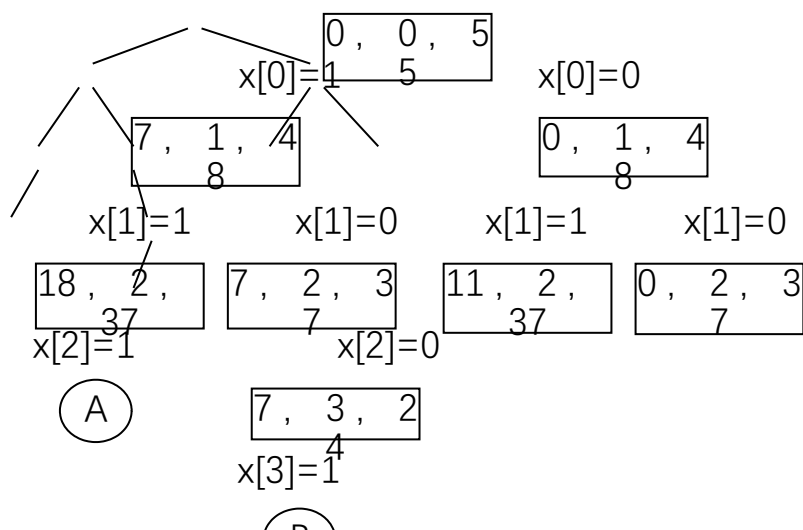 0, 0, 5
5
x[0]=1 x[0]=0
7, 1, 4
8
0, 1, 4
8
x[1]=1 x[1]=0 x[1]=1 x[1]=0
18, 2,
37
7, 2, 3
7
11, 2,
37
0, 2, 3
7
x[2]=1 x[2]=0
A
7, 3, 2
4
x[3]=1